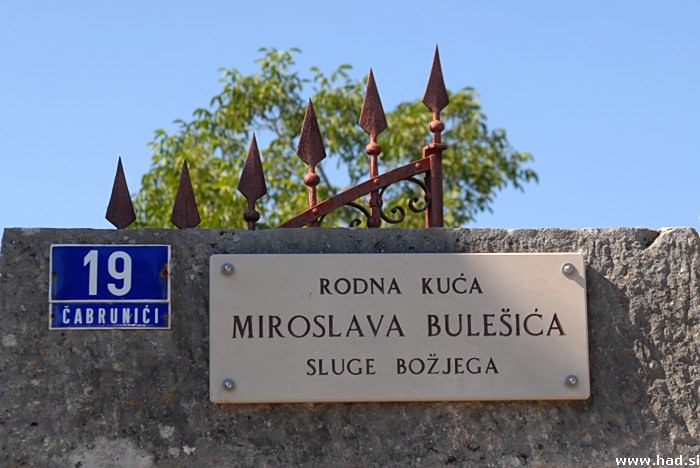 19
ČABRUNIĆI
RODNA KUĆA
MIROSLAVA BULEŠIĆA
SLUGE BOŽJEGA
www.had.si